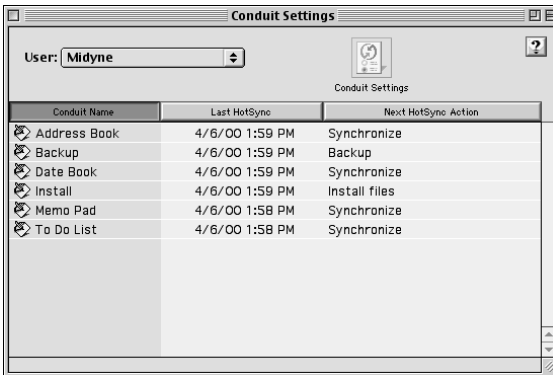 Conduit Settings
User: Midyne
?
Conduit Settings
Conduit Name Last HotSync Next HotSync Action
Address Book 4/6/00 1:59 PM Synchronize
Backup 4/6/00 1:59 PM Backup
Date Book 4/6/00 1:59 PM Synchronize
Install 4/6/00 1:59 PM Install files
Memo Pad 4/6/00 1:58 PM Synchronize
To Do List 4/6/00 1:58 PM Synchronize